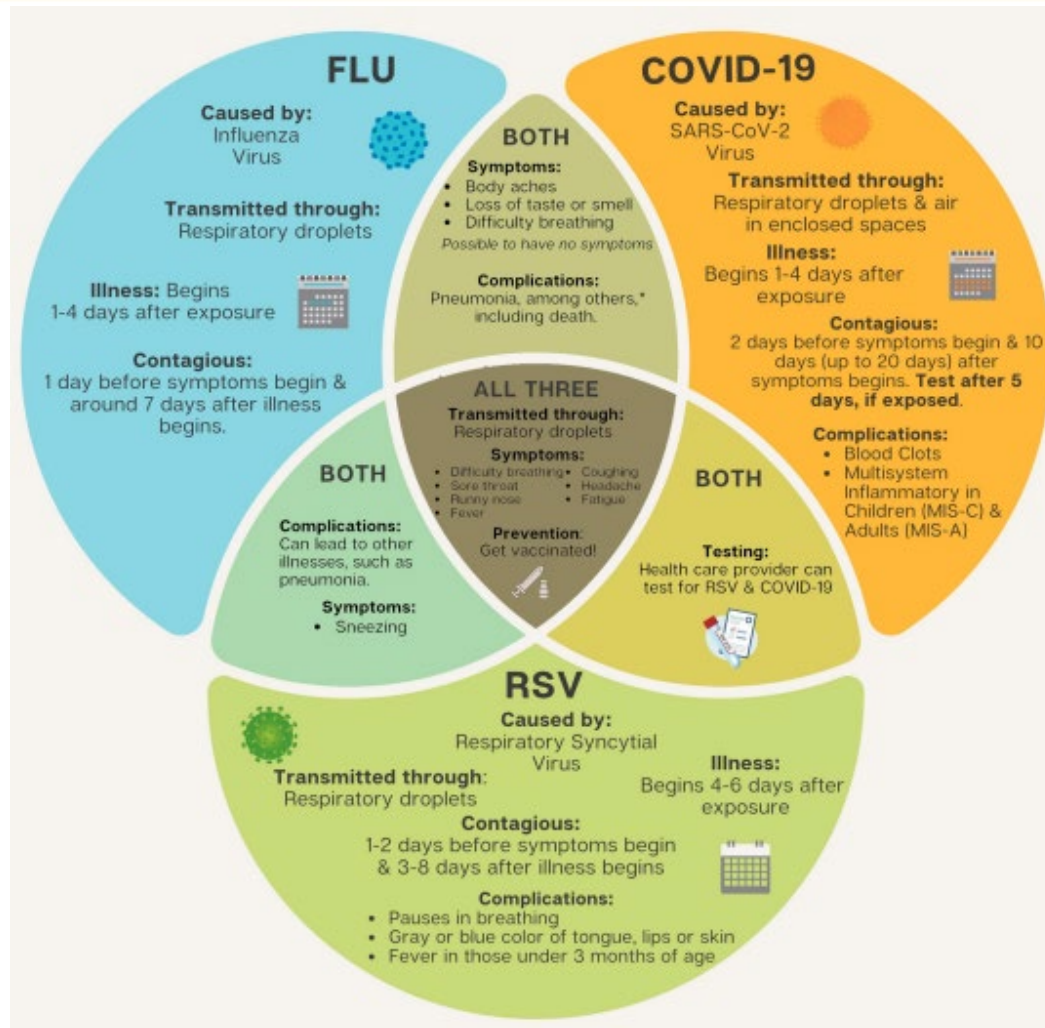 FLU
Caused by:
Influenza
Virus
Transmitted through:
Respiratory droplets
Illness: Begins
1-4 days after exposure
Contagious:
1 day before symptoms begin &
around 7 days after illness
begins.
BOTH
Symptoms:
• Body aches
• Loss of taste or smell
• Difficulty breathing
Possible to have no symptoms
Complications:
Pneumonia, among others,*
including death.
COVID-19
Caused by:
SARS-CoV-2
Virus
Transmitted through:
Respiratory droplets & air
in enclosed spaces
Illness:
Begins 1-4 days after
exposure
Contagious:
2 days before symptoms begin & 10
days (up to 20 days) after
symptoms begins. Test after 5
days, if exposed.
Complications:
• Blood Clots
• Multisystem
Inflammatory in
Children (MIS-C) &
Adults (MIS-A)
ALL THREE
Transmitted through:
Respiratory droplets
Symptoms:
• Difficulty breathing • Coughing
• Sore throat • Headache
• Runny nose • Fatigue
• Fever
Prevention:
Get vaccinated!
BOTH
Complications:
Can lead to other
illnesses, such as
pneumonia.
Symptoms:
• Sneezing
BOTH
Testing:
Health care provider can
test for RSV & COVID-19
RSV
Caused by:
Respiratory Syncytial
Virus
Transmitted through:
Respiratory droplets
Illness:
Begins 4-6 days after
exposure
Contagious:
1-2 days before symptoms begin
& 3-8 days after illness begins
Complications:
• Pauses in breathing
• Gray or blue color of tongue, lips or skin
• Fever in those under 3 months of age